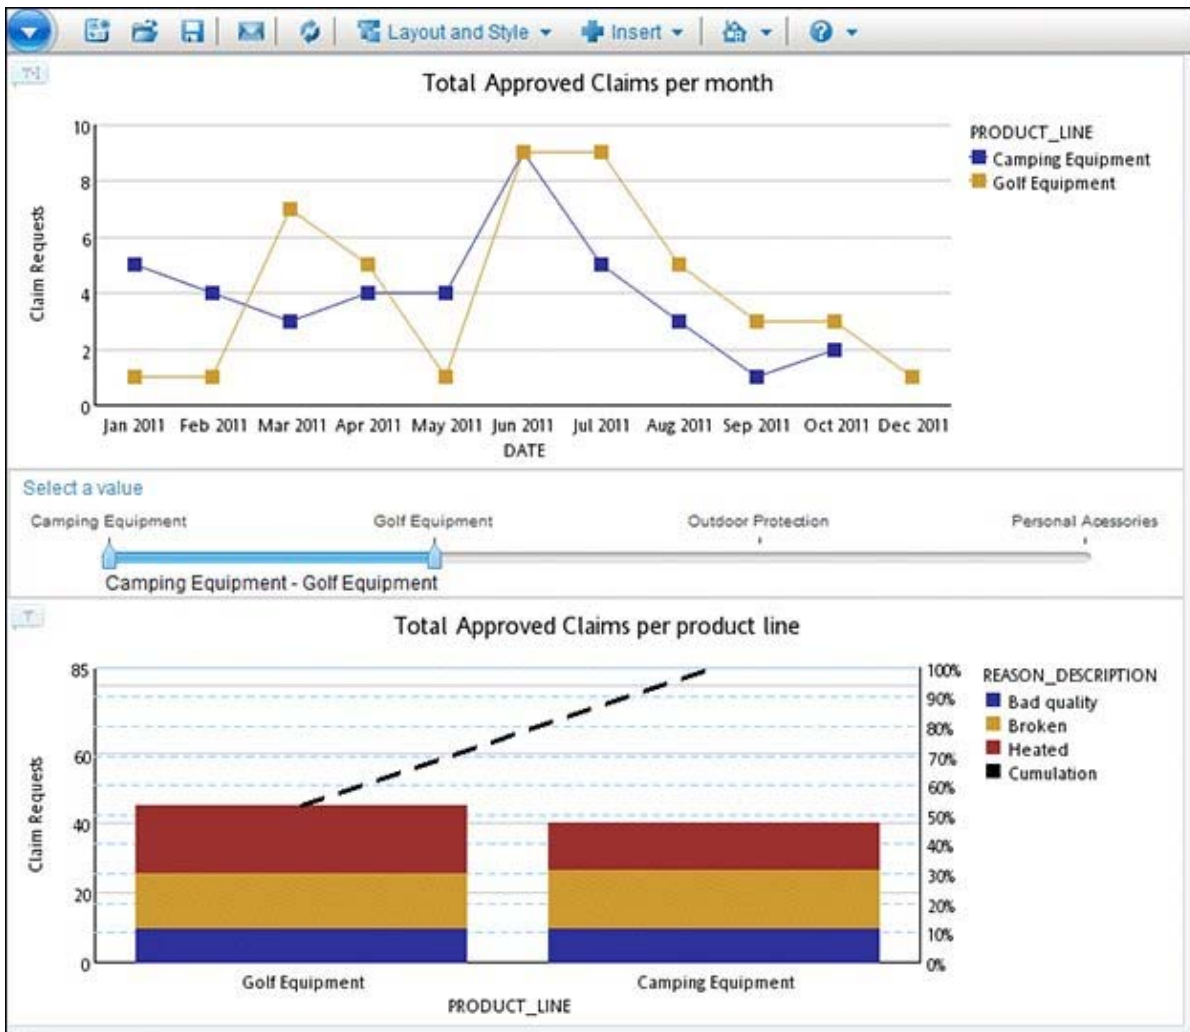 Layout and Style Insert
Total Approved Claims per month
PRODUCT_LINE
Camping Equipment
Golf Equipment
Claim Requests
10
8
6
4
2
0
Jan 2011 Feb 2011 Mar 2011 Apr 2011 May 2011 Jun 2011 Jul 2011 Aug 2011 Sep 2011 Oct 2011 Dec 2011
DATE
Select a value
Camping Equipment Golf Equipment Outdoor Protection Personal Acessories
Camping Equipment - Golf Equipment
Total Approved Claims per product line
REASON_DESCRIPTION
Bad quality
Broken
Heated
Cumulation
Claim Requests
85
60
40
20
0
100%
90%
80%
70%
60%
50%
40%
30%
20%
10%
0%
Golf Equipment Camping Equipment
PRODUCT_LINE